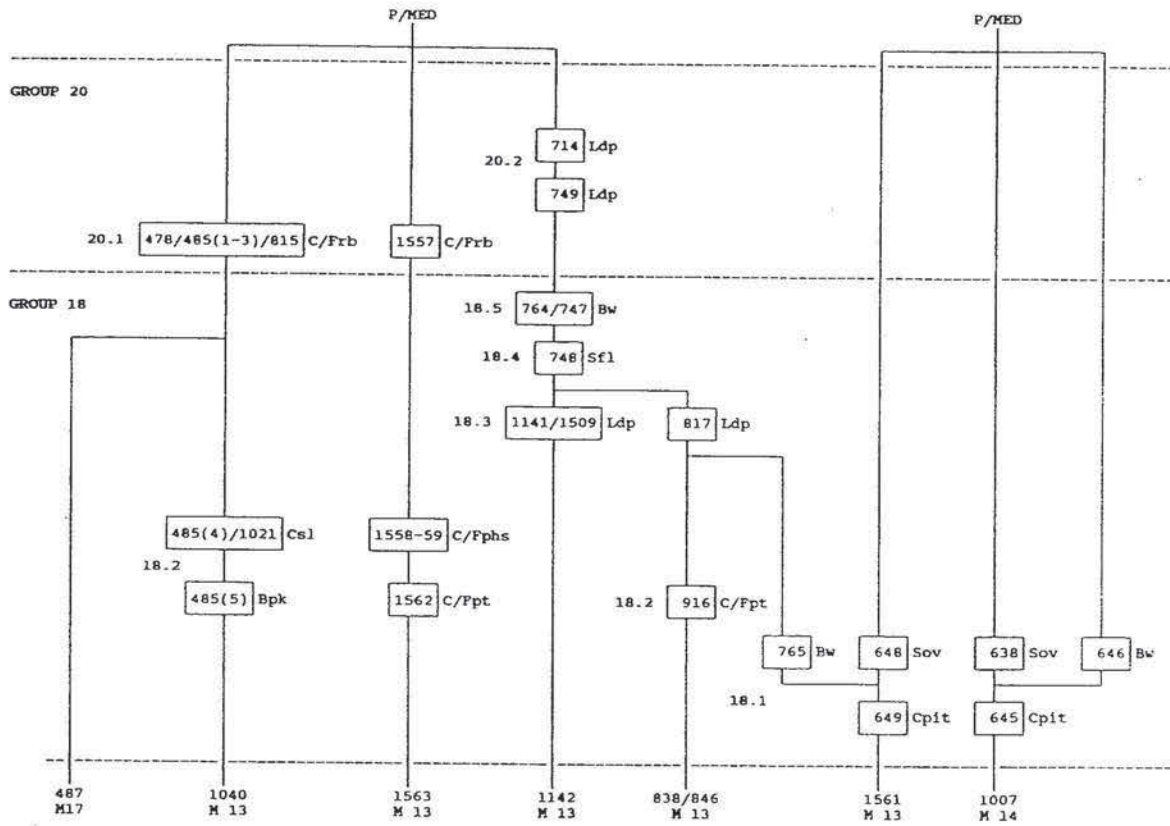 P/MED P/MED
GROUP 20
714 Ldp
20.2
749 Ldp
20.1 478/485(1-3)/815 C/Frb 1557 C/Frb
GROUP 18
18.5 764/747 Bw
18.4 748 Sfl
18.3 1141/1509 Ldp 817 Ldp
485(4)/1021 Csl 1558-59 C/Fphs
18.2
485(5) Bpk 1562 C/Fpt 18.2 916 C/Fpt
765 Bw 648 Sov 638 Sov 646 Bw
18.1
649 Cpit 645 Cpit
487 1040 1563 1142 838/846 1561 1007
M17 M 13 M 13 M 13 M 13 M 13 M 14